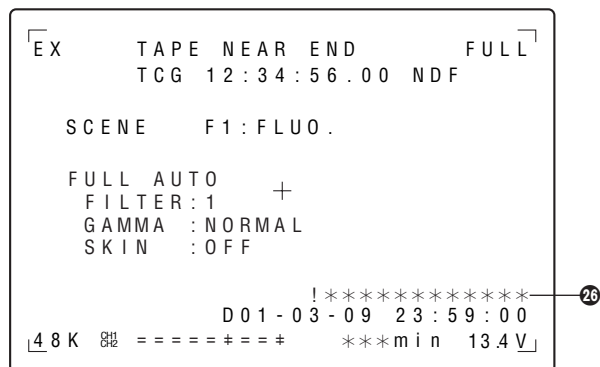 EX TAPE NEAR END FULL
TCG 12:34:56.00 NDF
SCENE F1:FLUO.
FULL AUTO
FILTER:1
GAMMA :NORMAL
SKIN :OFF
!************ 26
D01-03-09 23:59:00
48K CH1 CH2 =====‡==‡ ***min 13.4V